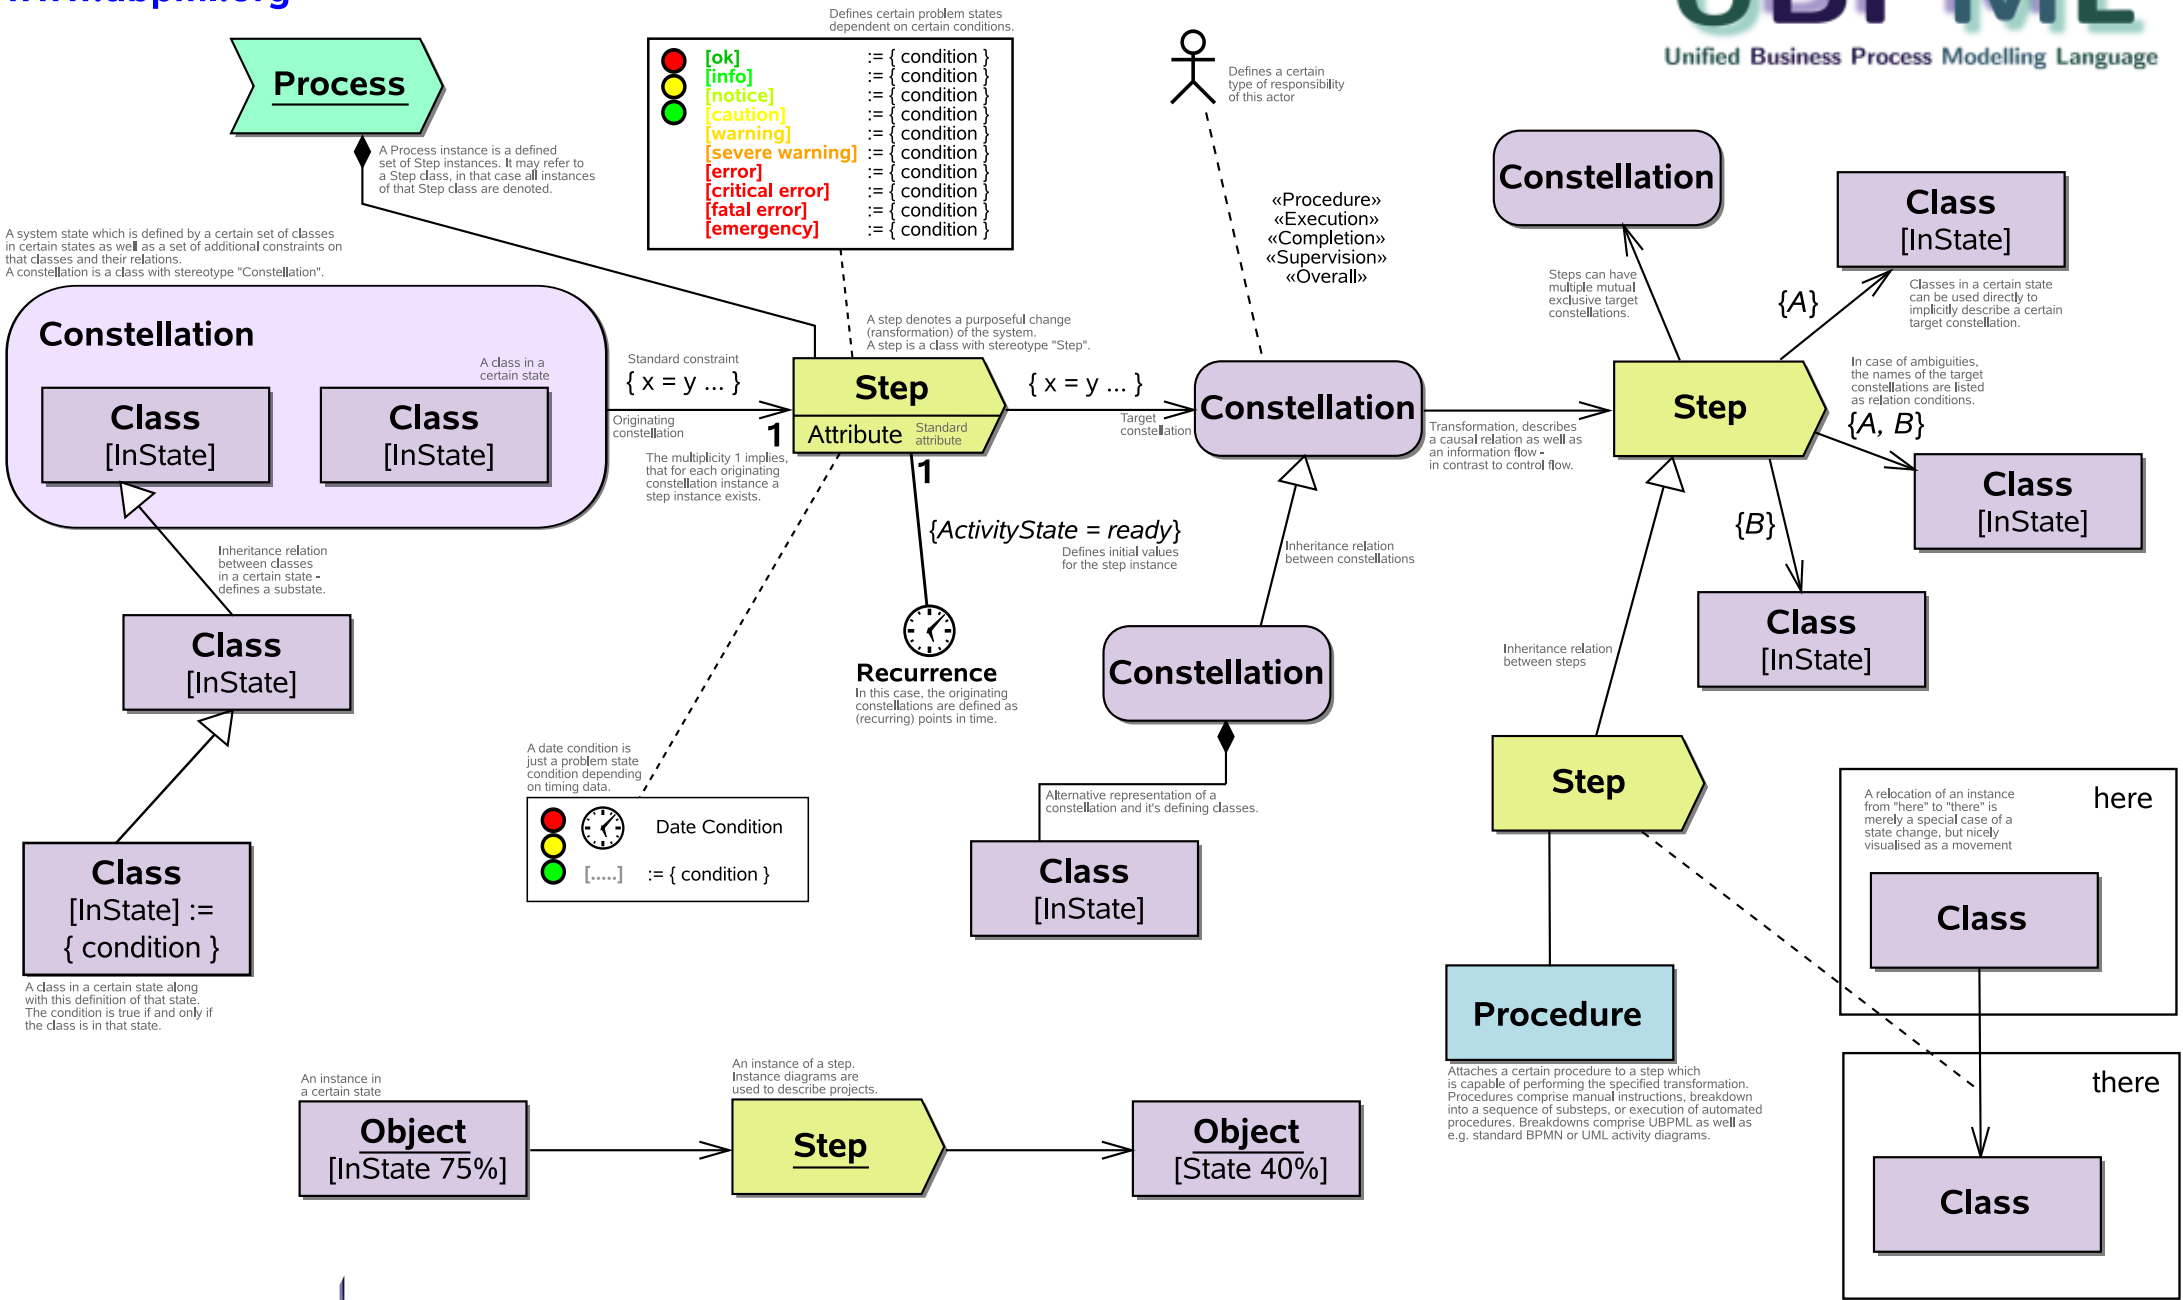 www.ubpml.org
UBPML
Unified Business Process Modelling Language
Process
A Process instance is a defined
set of Step instances. It may refer to
a Step class, in that case all instances
of that Step class are denoted.
Defines certain problem states
dependent on certain conditions.
[ok] := { condition }
[info] := { condition }
[notice] := { condition }
[caution] := { condition }
[warning] := { condition }
[severe warning] := { condition }
[error] := { condition }
[critical error] := { condition }
[fatal error] := { condition }
[emergency] := { condition }
Defines a certain
type of responsibility
of this actor
«Procedure»
«Execution»
«Completion»
«Supervision»
«Overall»
Constellation
Class
[InState]
Steps can have
multiple mutual
exclusive target
constellations.
{A}
Classes in a certain state
can be used directly to
implicitly describe a certain
target constellation.
A system state which is defined by a certain set of classes
in certain states as well as a set of additional constraints on
that classes and their relations.
A constellation is a class with stereotype "Constellation".
Constellation
A class in a
certain state
Class
[InState]
Class
[InState]
Standard constraint
{ x = y ... }
Originating
constellation
1
The multiplicity 1 implies,
that for each originating
constellation instance a
step instance exists.
A step denotes a purposeful change
(ransformation) of the system.
A step is a class with stereotype "Step".
Step
Attribute
Standard
attribute
{ x = y ... }
Target
constellation
Constellation
Transformation, describes
a causal relation as well as
an information flow -
in contrast to control flow.
Step
In case of ambiguities,
the names of the target
constellations are listed
as relation conditions.
{A, B}
Class
[InState]
{B}
Class
[InState]
1
{ActivityState = ready}
Defines initial values
for the step instance
Inheritance relation
between constellations
Inheritance relation
between classes
in a certain state -
defines a substate.
Class
[InState]
Recurrence
In this case, the originating
constellations are defined as
(recurring) points in time.
Constellation
Inheritance relation
between steps
A date condition is
just a problem state
condition depending
on timing data.
Date Condition
[.....] := { condition }
Alternative representation of a
constellation and it's defining classes.
Class
[InState]
Step
A relocation of an instance
from "here" to "there" is
merely a special case of a
state change, but nicely
visualised as a movement
here
Class
Class
[InState] :=
{ condition }
A class in a certain state along
with this definition of that state.
The condition is true if and only if
the class is in that state.
Procedure
Attaches a certain procedure to a step which
is capable of performing the specified transformation.
Procedures comprise manual instructions, breakdown
into a sequence of substeps, or execution of automated
procedures. Breakdowns comprise UBPML as well as
e.g. standard BPMN or UML activity diagrams.
there
Class
An instance in
a certain state
Object
[InState 75%]
An instance of a step.
Instance diagrams are
used to describe projects.
Step
Object
[State 40%]